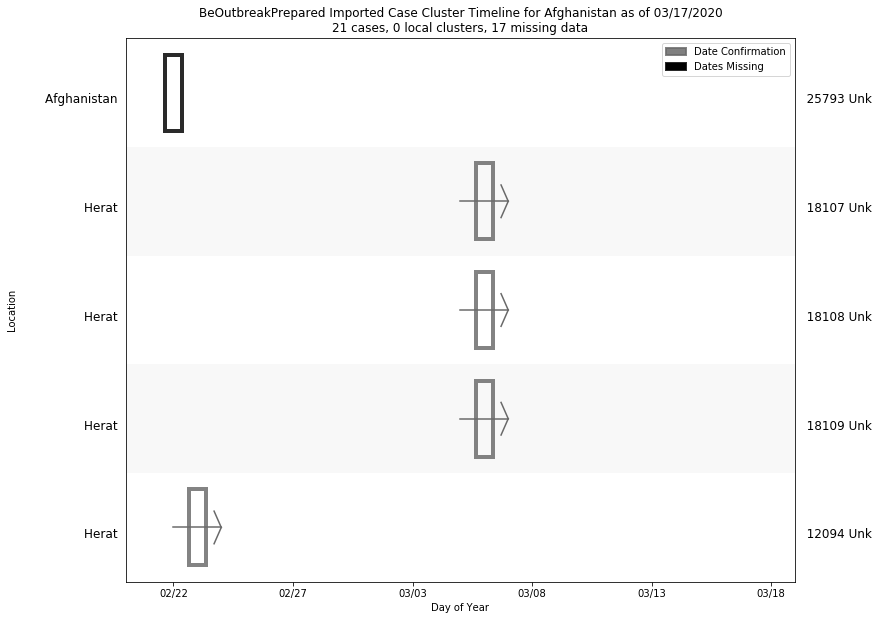 BeOutbreakPrepared Imported Case Cluster Timeline for Afghanistan as of 03/17/2020
21 cases, 0 local clusters, 17 missing data
Date Confirmation
Dates Missing
Afghanistan
25793 Unk
Herat
18107 Unk
Herat
18108 Unk
Herat
18109 Unk
Herat
12094 Unk
Location
02/22
02/27
03/03
03/08
03/13
03/18
Day of Year